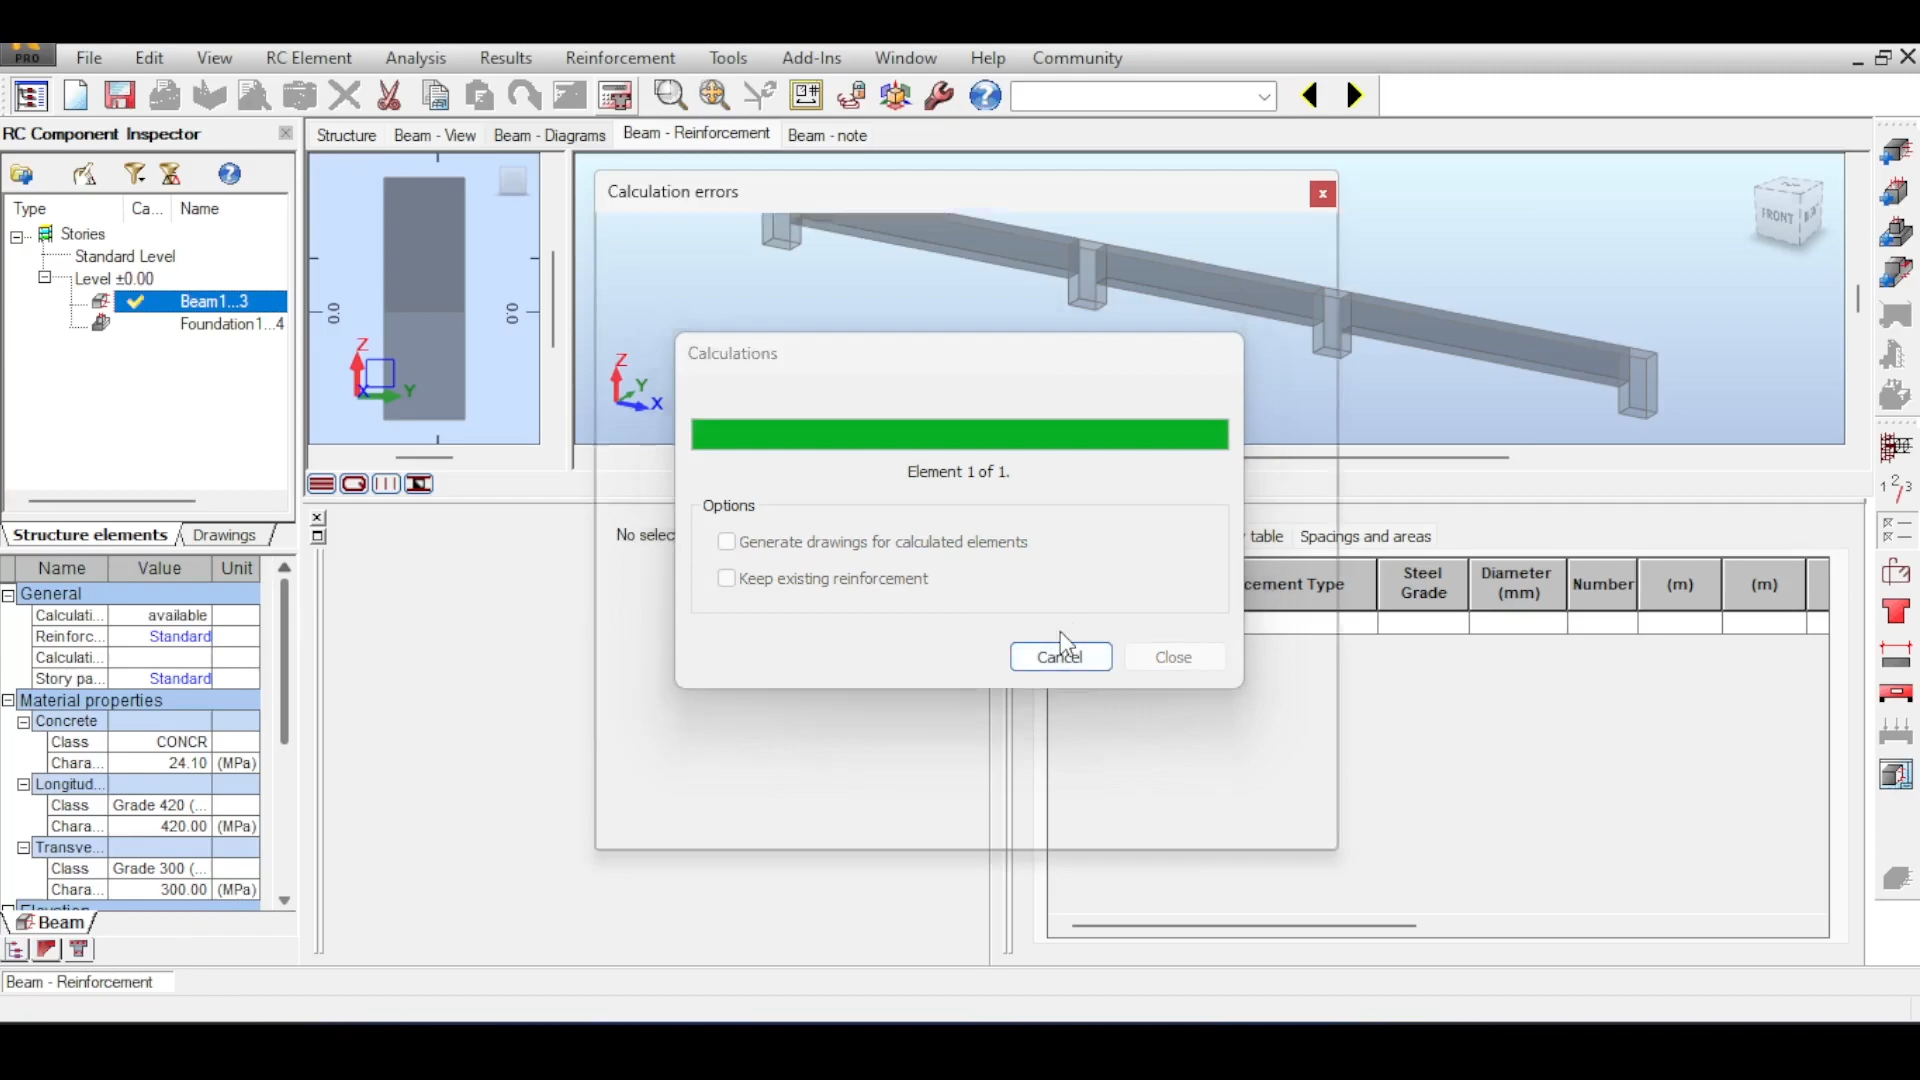 PRO File Edit View RC Element Analysis Results Reinforcement Tools Add-Ins Window Help Community
RC Component Inspector
Structure Beam - View Beam - Diagrams Beam - Reinforcement Beam - note
Type Ca... Name
Stories
Standard Level
Level ±0.00
Beam1...3
Foundation1...4
Structure elements Drawings
Name Value Unit
General
Calculati... available
Reinforc... Standard
Calculati...
Story pa... Standard
Material properties
Concrete
Class CONCR
Chara... 24.10 (MPa)
Longitud...
Class Grade 420 (...
Chara... 420.00 (MPa)
Transve...
Class Grade 300 (...
Chara... 300.00 (MPa)
Beam
0.0 0.0
Z
X Y
Z
Y
X
FRONT
Calculation errors
Calculations
Element 1 of 1.
Options
Generate drawings for calculated elements
Keep existing reinforcement
Cancel Close
No selec
table Spacings and areas
cement Type Steel Grade Diameter (mm) Number (m) (m)
1 2 3
Beam - Reinforcement